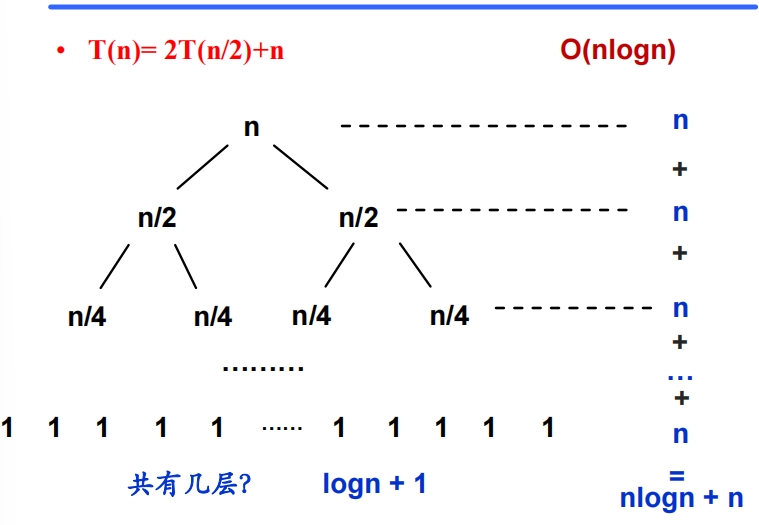 • T(n)= 2T(n/2)+n O(nlogn)
n n
+
n/2 n/2 n
+
n/4 n/4 n/4 n/4 n
+
......... ...
+
1 1 1 1 1 ...... 1 1 1 1 1 n
共有几层? logn + 1 =
nlogn + n